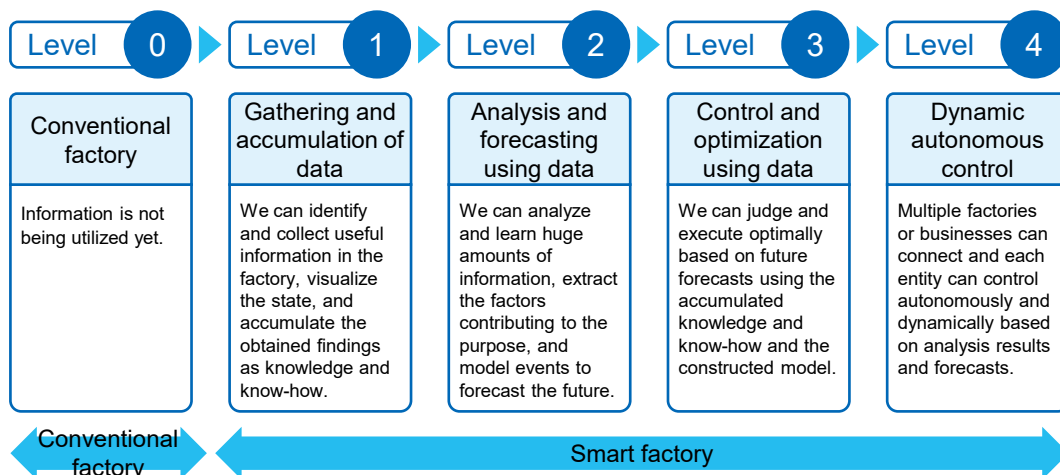 Level 0
Level 1
Level 2
Level 3
Level 4
Conventional
factory
Information is not
being utilized yet.
Gathering and
accumulation of
data
We can identify
and collect useful
information in the
factory, visualize
the state, and
accumulate the
obtained findings
as knowledge and
know-how.
Analysis and
forecasting
using data
We can analyze
and learn huge
amounts of
information, extract
the factors
contributing to the
purpose, and
model events to
forecast the future.
Control and
optimization
using data
We can judge and
execute optimally
based on future
forecasts using the
accumulated
knowledge and
know-how and the
constructed model.
Dynamic
autonomous
control
Multiple factories
or businesses can
connect and each
entity can control
autonomously and
dynamically based
on analysis results
and forecasts.
Conventional
factory
Smart factory